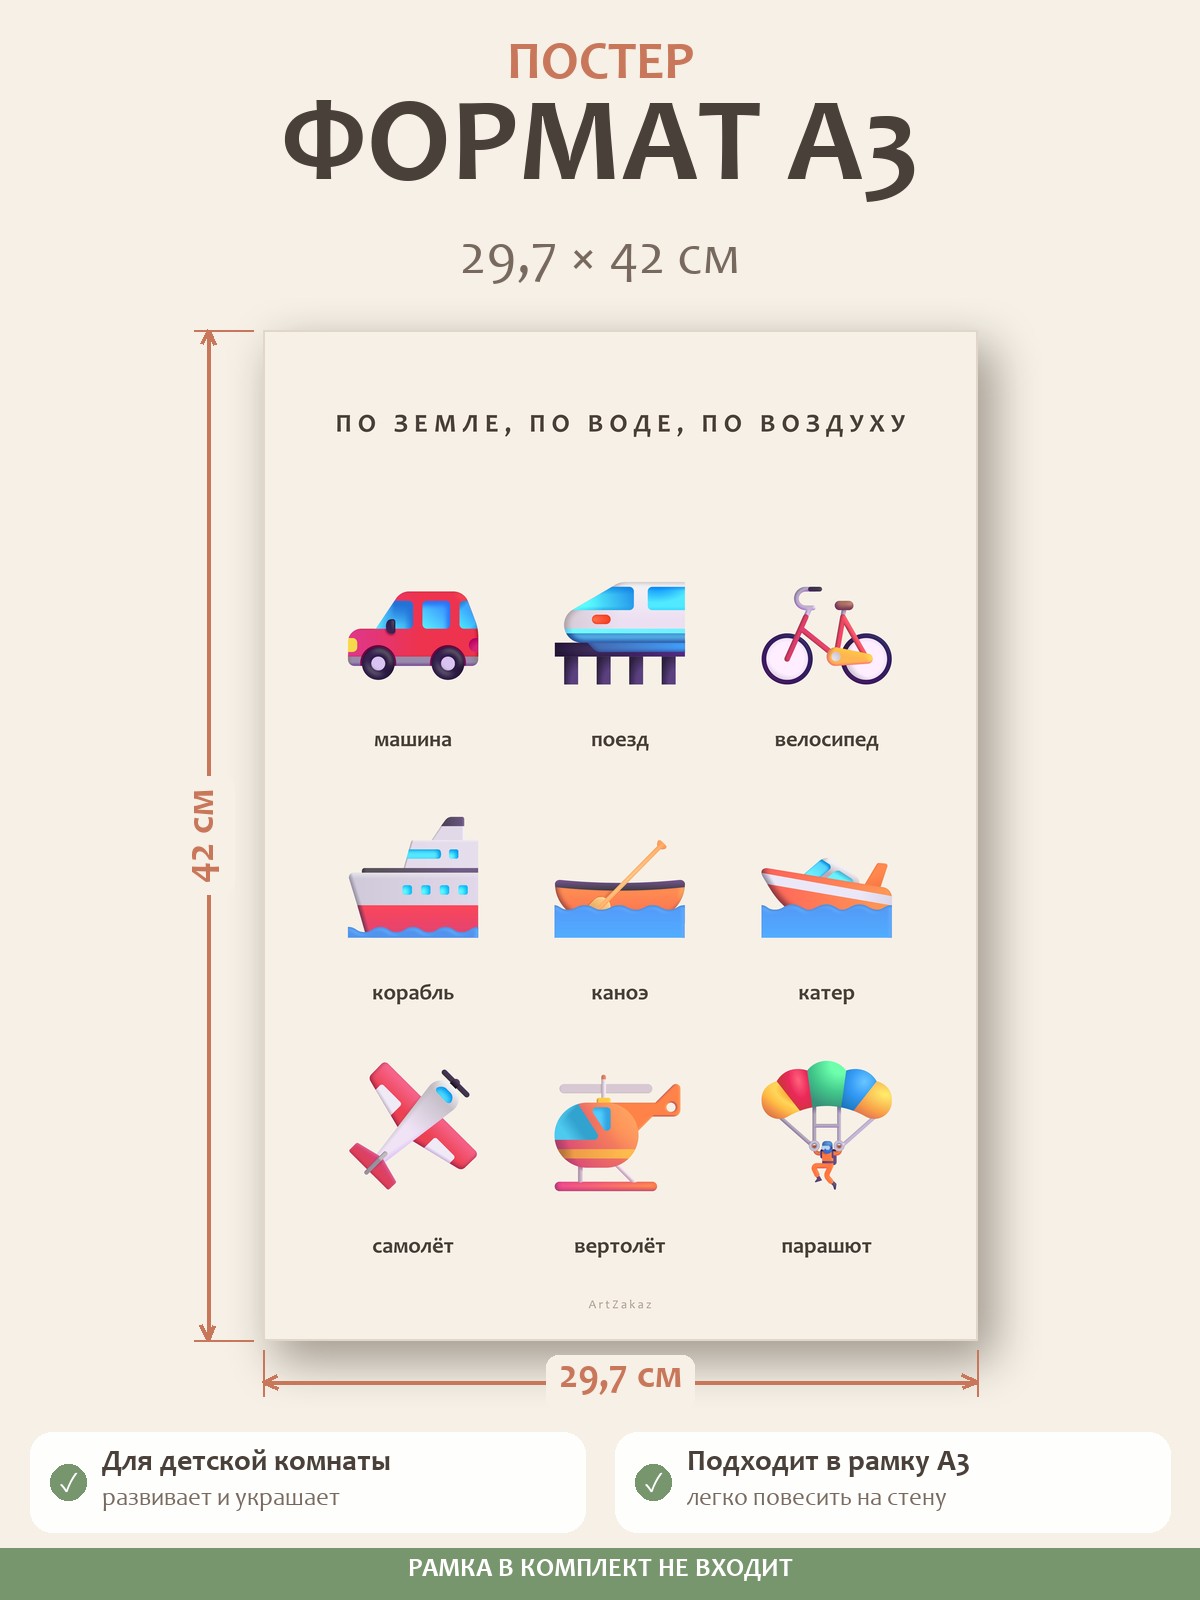 ПОСТЕР
ФОРМАТ А3
29,7 × 42 см
ПО ЗЕМЛЕ, ПО ВОДЕ, ПО ВОЗДУХУ
машина
поезд
велосипед
42 см
корабль
каноэ
катер
самолёт
вертолёт
парашют
ArtZakaz
29,7 см
Для детской комнаты
развивает и украшает
Подходит в рамку А3
легко повесить на стену
РАМКА В КОМПЛЕКТ НЕ ВХОДИТ